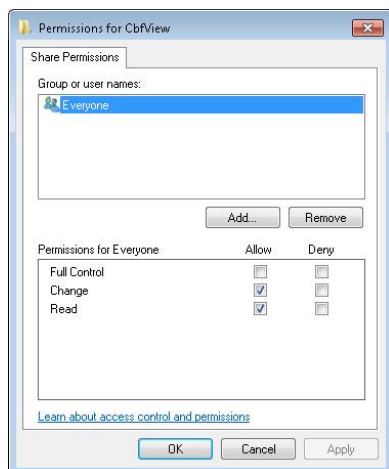 Permissions for CbfView
Share Permissions
Group or user names:
Everyone
Add...
Remove
Permissions for Everyone Allow Deny
Full Control
Change
Read
Learn about access control and permissions
OK
Cancel
Apply